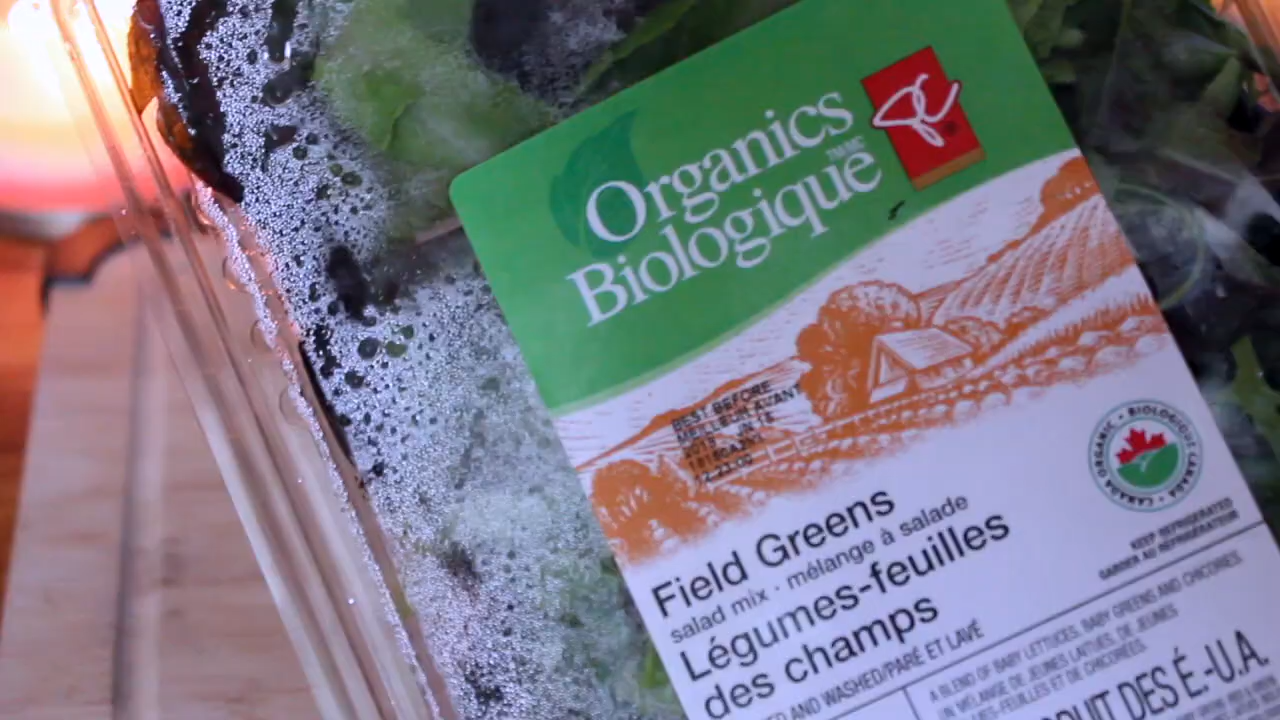 Organics
Biologique
PC
BEST BEFORE
MEILLEUR AVANT
Field Greens
salad mix · mélange à salade
Légumes-feuilles
des champs
AND WASHED/PARÉ ET LAVÉ
BIOLOGIQUE CANADA • CANADA ORGANIC
KEEP REFRIGERATED
GARDER AU RÉFRIGÉRATEUR
A BLEND OF BABY LETTUCES, BABY GREENS AND CHICORIES.
UN MÉLANGE DE JEUNES LAITUES, DE JEUNES
-FEUILLES ET DE CHICORÉES.
DES É.-U.A.